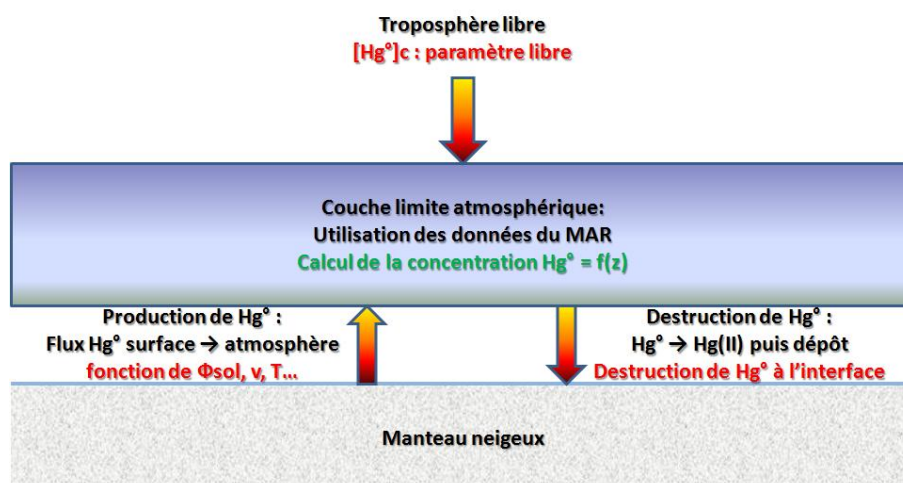 Troposphère libre
[Hg°]c : paramètre libre
Couche limite atmosphérique:
Utilisation des données du MAR
Calcul de la concentration Hg° = f(z)
Production de Hg° :
Flux Hg° surface → atmosphère
fonction de Φsol, v, T...
Destruction de Hg° :
Hg° → Hg(II) puis dépôt
Destruction de Hg° à l'interface
Manteau neigeux